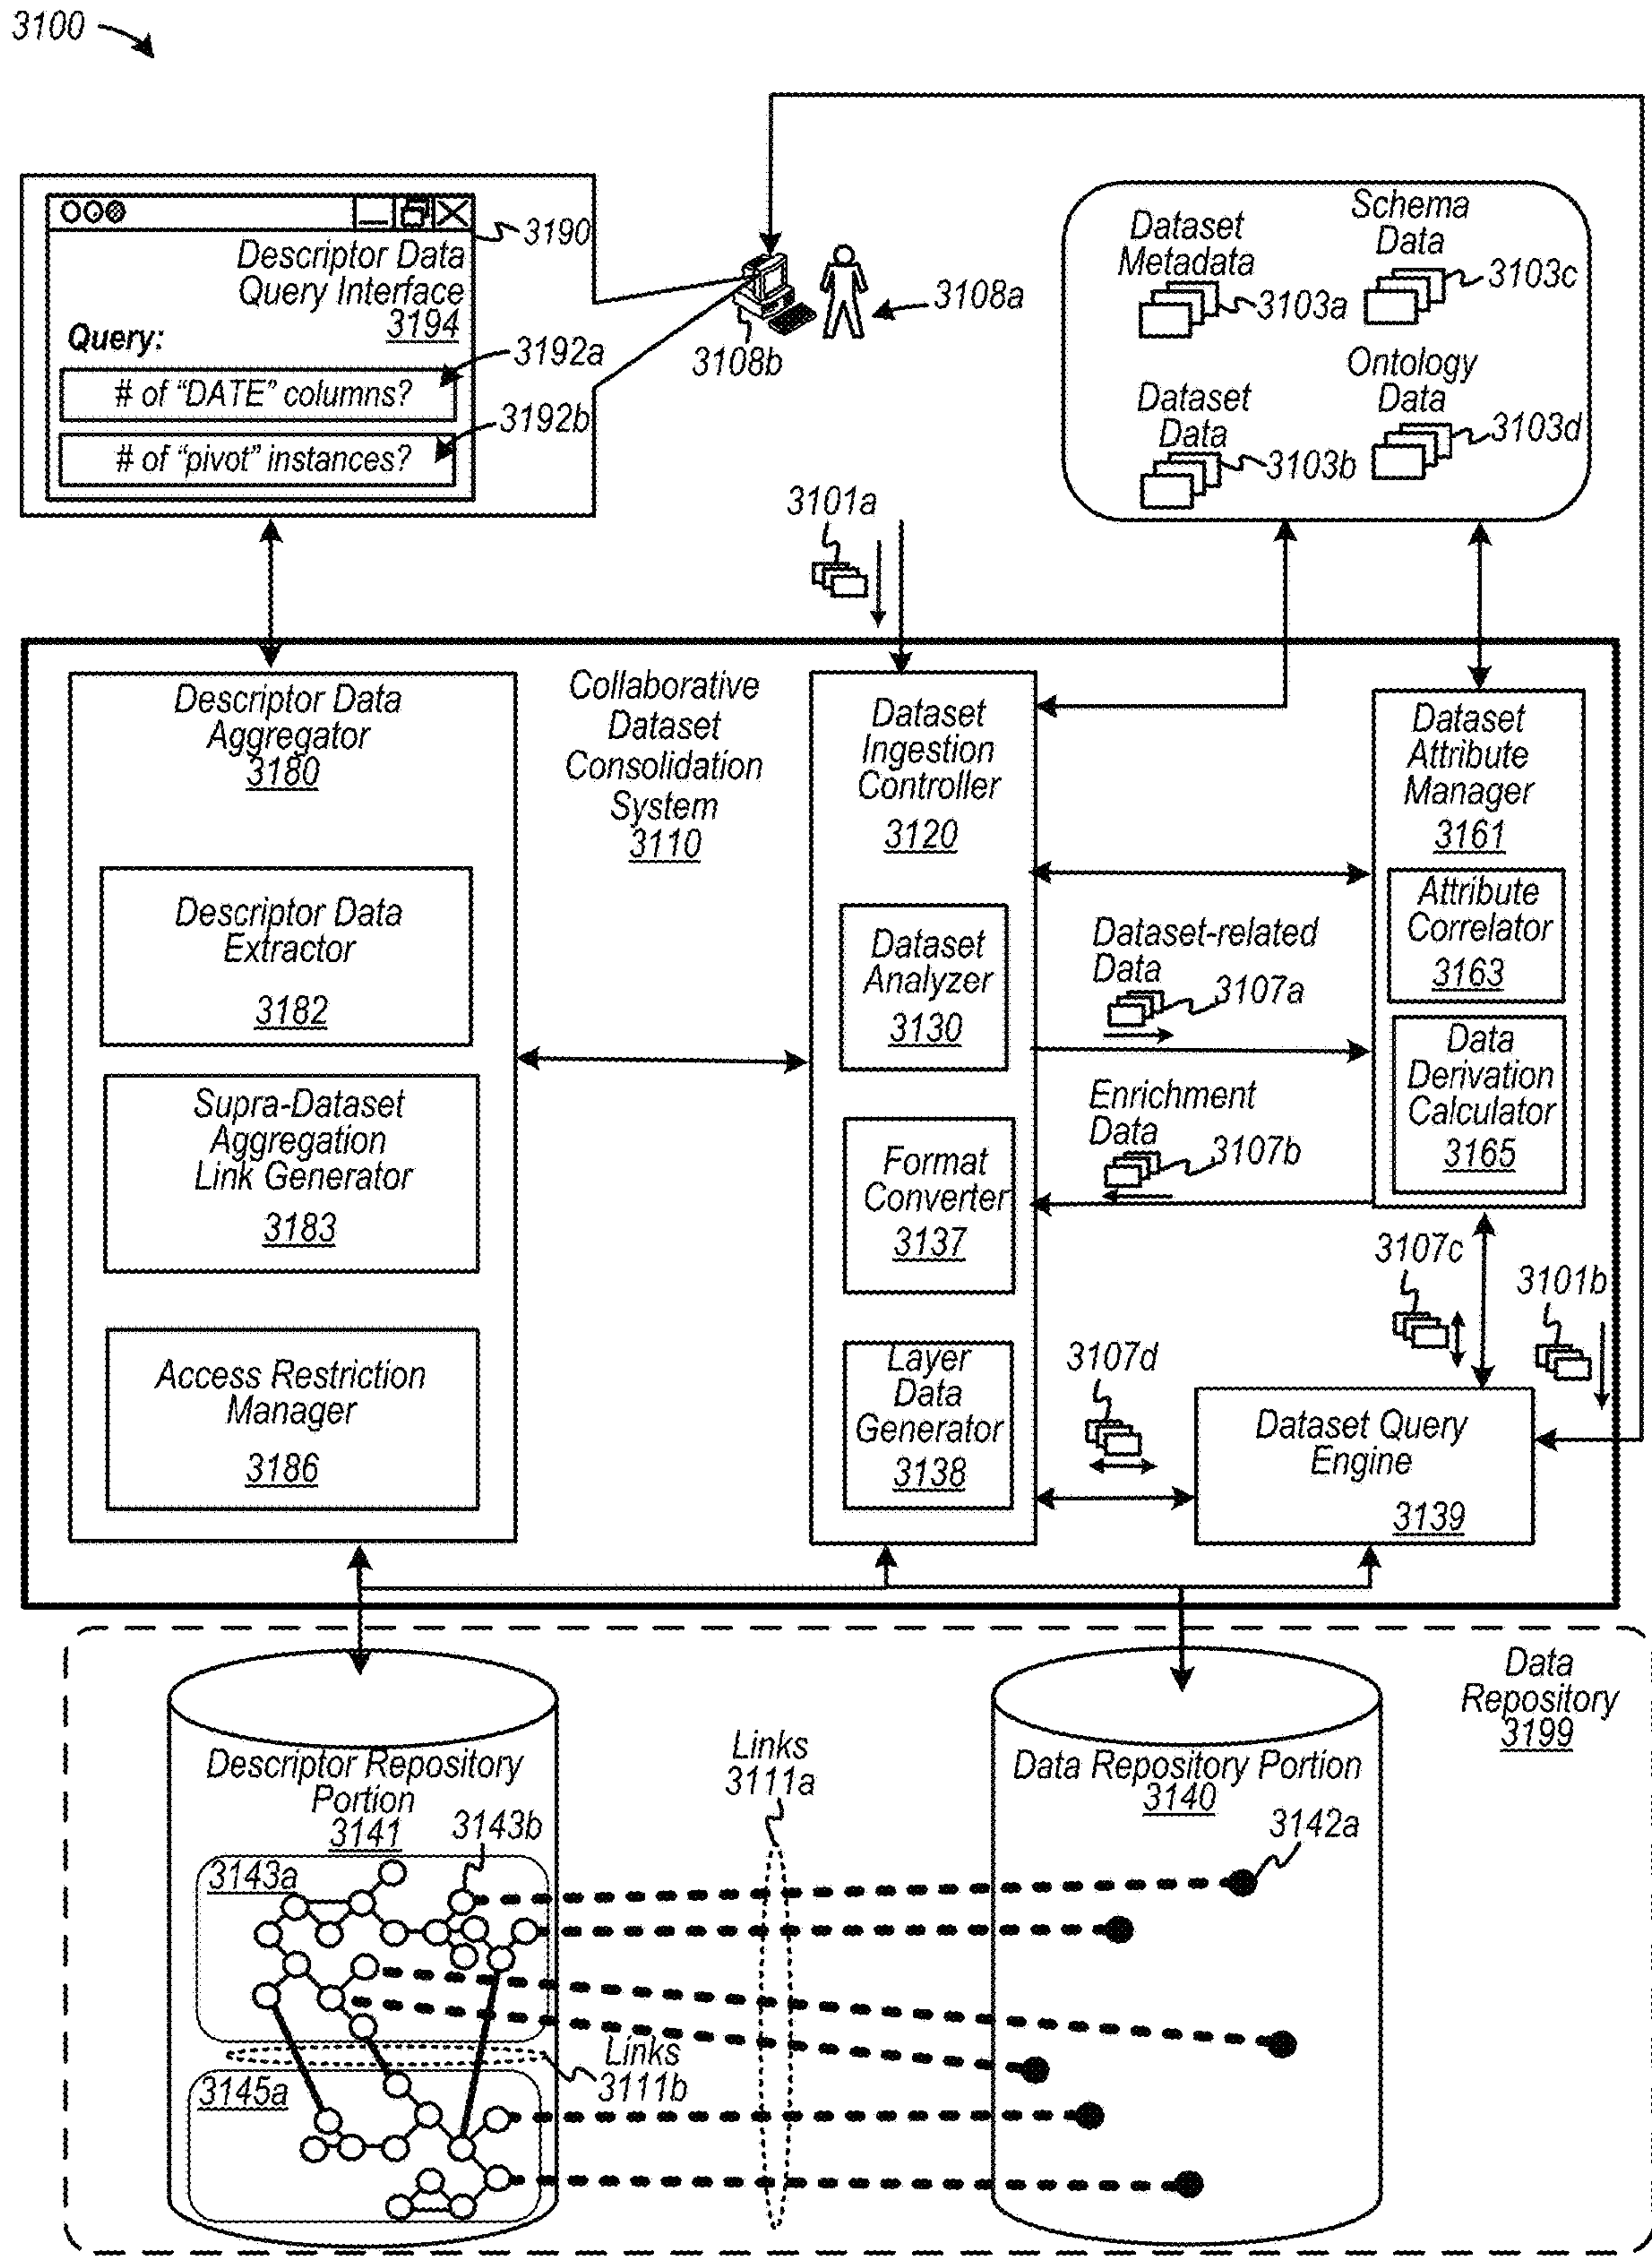 3100
3190
Descriptor Data
Query Interface
3194
Query:
3192a
# of “DATE” columns?
3192b
# of “pivot” instances?
3108b
3108a
Dataset
Metadata
3103a
Schema
Data
3103c
Dataset
Data
3103b
Ontology
Data
3103d
3101a
Descriptor Data
Aggregator
3180
Descriptor Data
Extractor
3182
Supra-Dataset
Aggregation
Link Generator
3183
Access Restriction
Manager
3186
Collaborative
Dataset
Consolidation
System
3110
Dataset
Ingestion
Controller
3120
Dataset
Analyzer
3130
Format
Converter
3137
Layer
Data
Generator
3138
Dataset-related
Data
3107a
Enrichment
Data
3107b
Dataset
Attribute
Manager
3161
Attribute
Correlator
3163
Data
Derivation
Calculator
3165
3107c
3101b
3107d
Dataset Query
Engine
3139
Data
Repository
3199
Descriptor Repository
Portion
3141
3143b
3143a
Links
3111a
Data Repository Portion
3140
3142a
Links
3111b
3145a